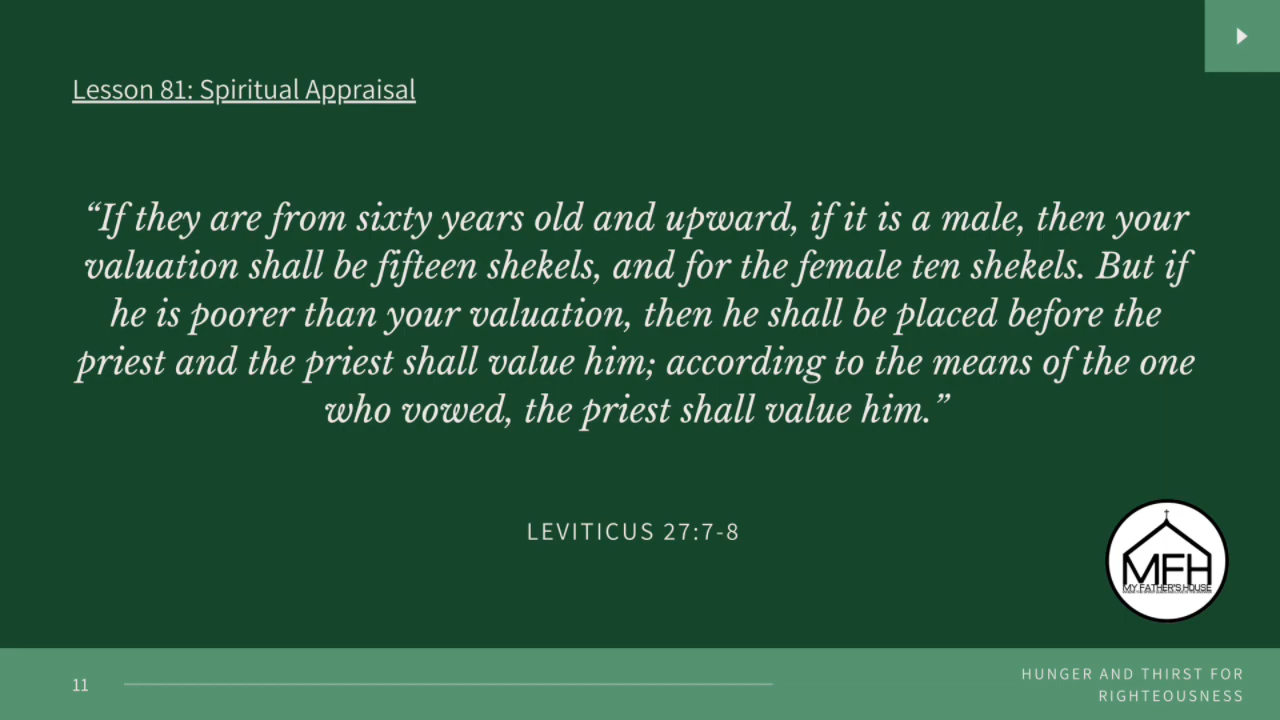 Lesson 81: Spiritual Appraisal
“If they are from sixty years old and upward, if it is a male, then your
valuation shall be fifteen shekels, and for the female ten shekels. But if
he is poorer than your valuation, then he shall be placed before the
priest and the priest shall value him; according to the means of the one
who vowed, the priest shall value him.”
LEVITICUS 27:7-8
MFH
MY FATHER'S HOUSE
11
HUNGER AND THIRST FOR
RIGHTEOUSNESS